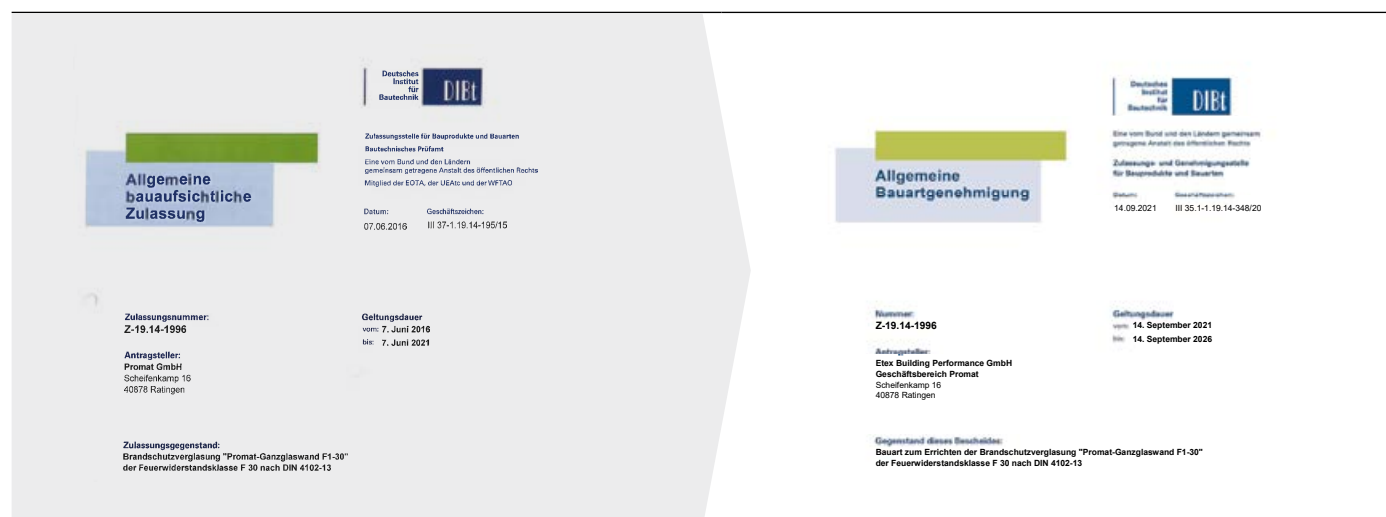 Deutsches
Institut
für
Bautechnik
DIBt
Zulassungsstelle für Bauprodukte und Bauarten
Bautechnisches Prüfamt
Eine vom Bund und den Ländern
gemeinsam getragene Anstalt des öffentlichen Rechts
Mitglied der EOTA, der UEAtc und der WFTAO
Allgemeine
bauaufsichtliche
Zulassung
Datum: Geschäftszeichen:
07.06.2016 III 37-1.19.14-195/15
Zulassungsnummer:
Z-19.14-1996
Geltungsdauer
vom: 7. Juni 2016
bis: 7. Juni 2021
Antragsteller:
Promat GmbH
Scheifenkamp 16
40878 Ratingen
Zulassungsgegenstand:
Brandschutzverglasung "Promat-Ganzglaswand F1-30"
der Feuerwiderstandsklasse F 30 nach DIN 4102-13
Deutsches
Institut
für
Bautechnik
DIBt
Eine vom Bund und den Ländern gemeinsam
getragene Anstalt des öffentlichen Rechts
Zulassungs- und Genehmigungsstelle
für Bauprodukte und Bauarten
Allgemeine
Bauartgenehmigung
Datum: Geschäftszeichen:
14.09.2021 III 35.1-1.19.14-348/20
Nummer:
Z-19.14-1996
Geltungsdauer
vom: 14. September 2021
bis: 14. September 2026
Antragsteller:
Etex Building Performance GmbH
Geschäftsbereich Promat
Scheifenkamp 16
40878 Ratingen
Gegenstand dieses Bescheides:
Bauart zum Errichten der Brandschutzverglasung "Promat-Ganzglaswand F1-30"
der Feuerwiderstandsklasse F 30 nach DIN 4102-13